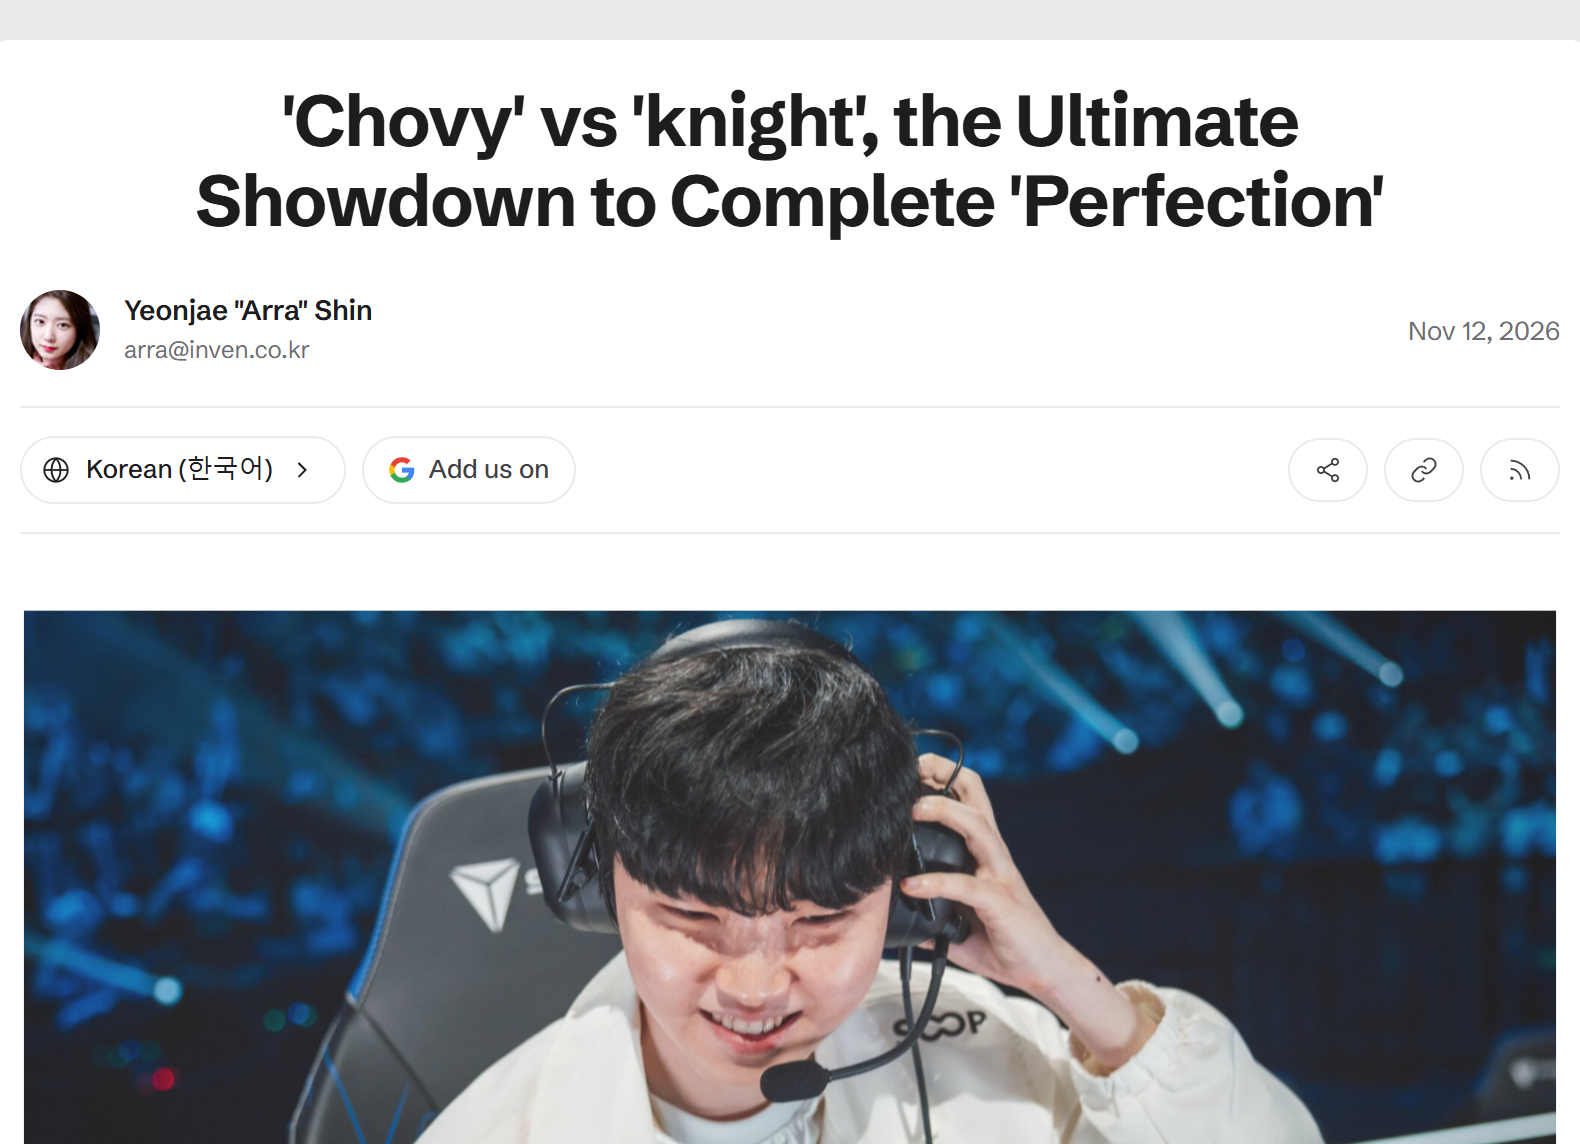 'Chovy' vs 'knight', the Ultimate
Showdown to Complete 'Perfection'
Yeonjae "Arra" Shin
arra@inven.co.kr
Nov 12, 2026
Korean (한국어)
Add us on